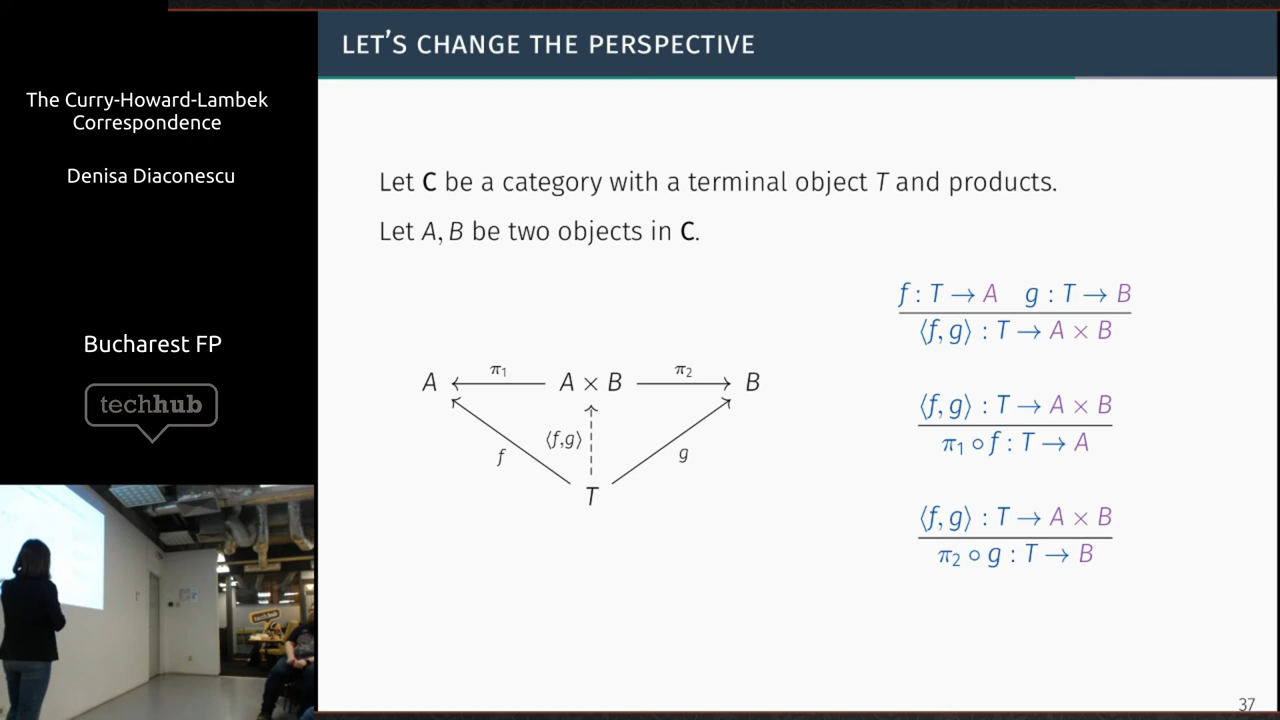 LET'S CHANGE THE PERSPECTIVE
The Curry-Howard-Lambek
Correspondence
Denisa Diaconescu
Bucharest FP
techhub
Let C be a category with a terminal object T and products.
Let A, B be two objects in C.
A π₁ A × B π₂ B
f ⟨f,g⟩ g
T
f : T → A g : T → B
⟨f, g⟩ : T → A × B
⟨f, g⟩ : T → A × B
π₁ ∘ f : T → A
⟨f, g⟩ : T → A × B
π₂ ∘ g : T → B
techhub
37